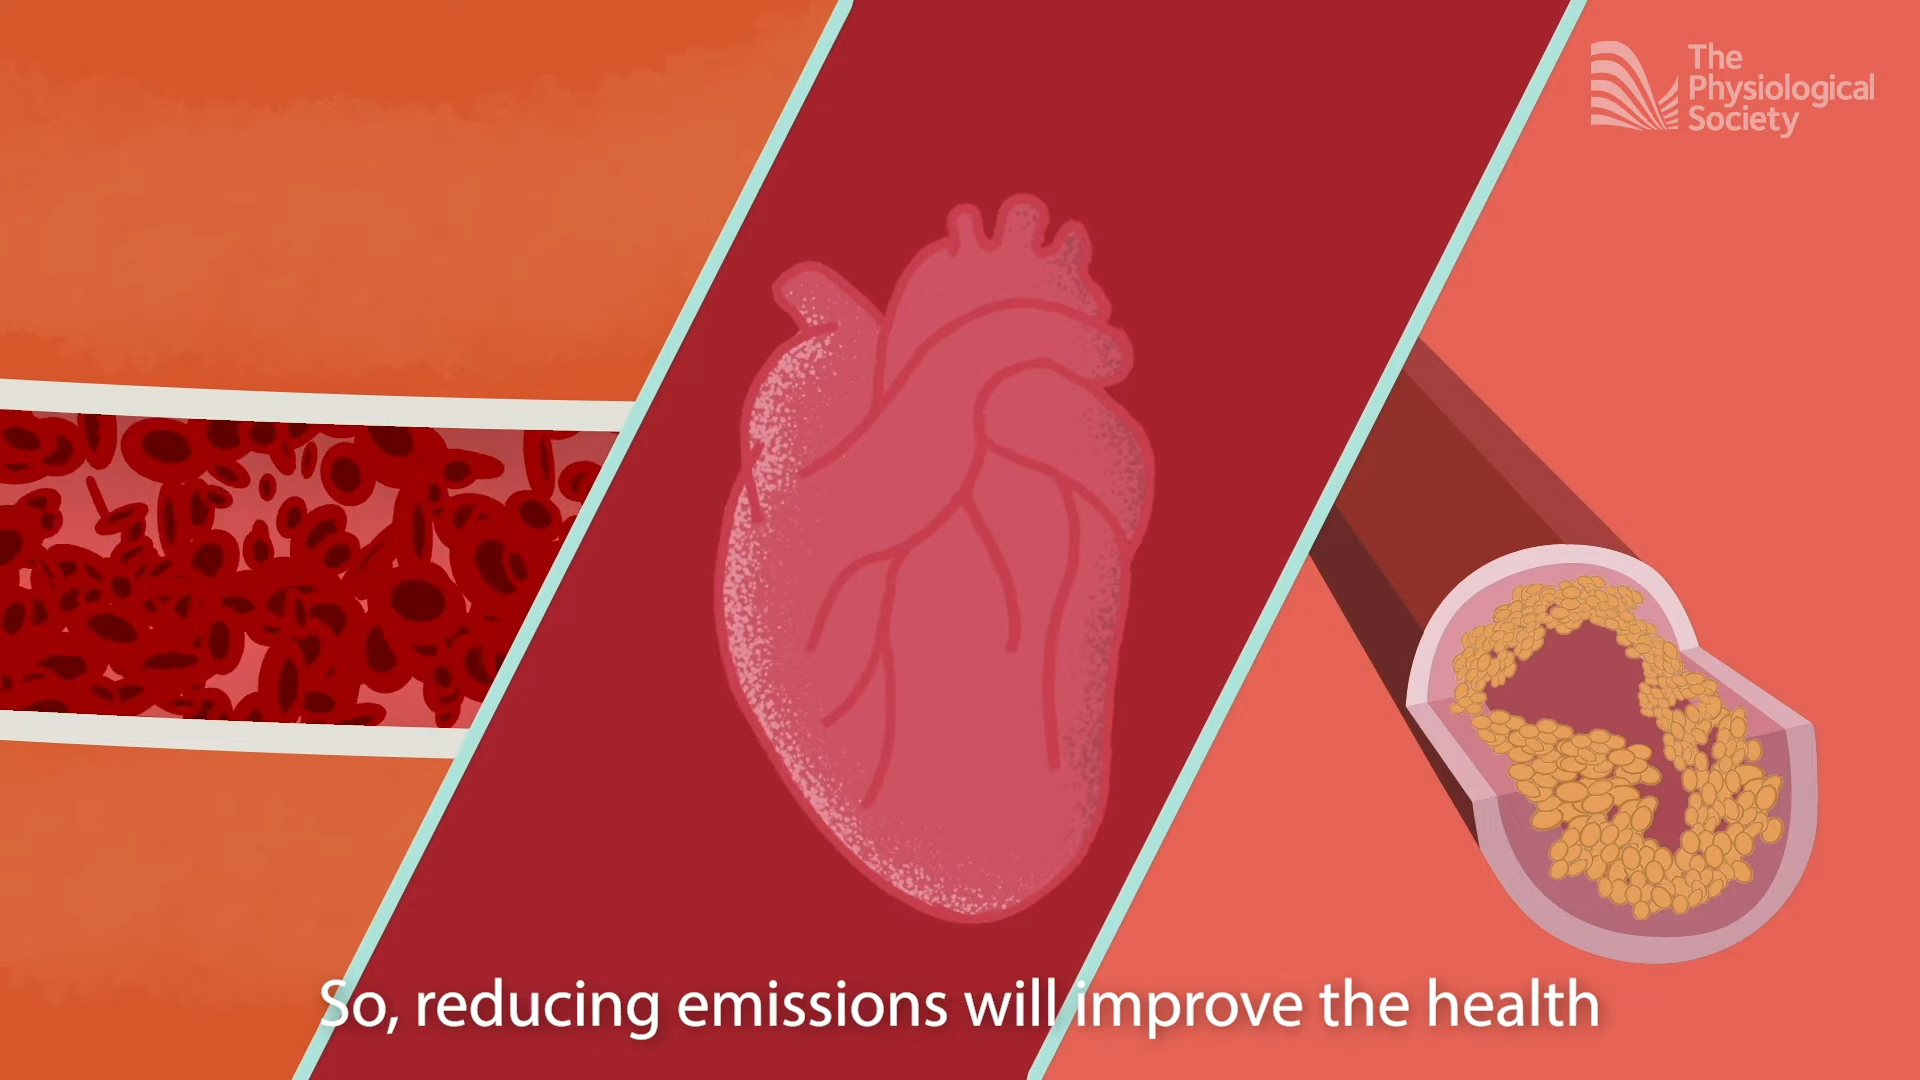 The
Physiological
Society
So, reducing emissions will improve the health